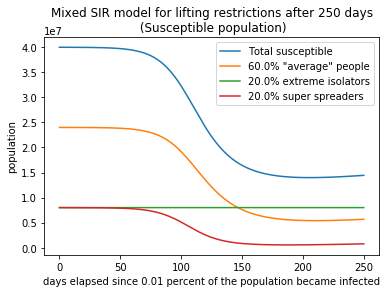 Mixed SIR model for lifting restrictions after 250 days
(Susceptible population)
1e7
Total susceptible
60.0% "average" people
20.0% extreme isolators
20.0% super spreaders
4.0
3.5
3.0
2.5
2.0
1.5
1.0
0.5
0.0
population
0 50 100 150 200 250
days elapsed since 0.01 percent of the population became infected